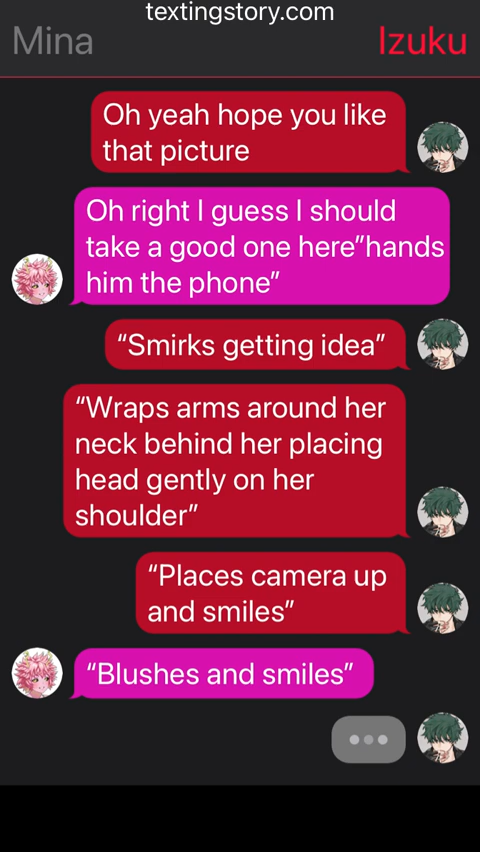 textingstory.com
Mina
Izuku
Oh yeah hope you like
that picture
Oh right I guess I should
take a good one here”hands
him the phone”
“Smirks getting idea”
“Wraps arms around her
neck behind her placing
head gently on her
shoulder”
“Places camera up
and smiles”
“Blushes and smiles”